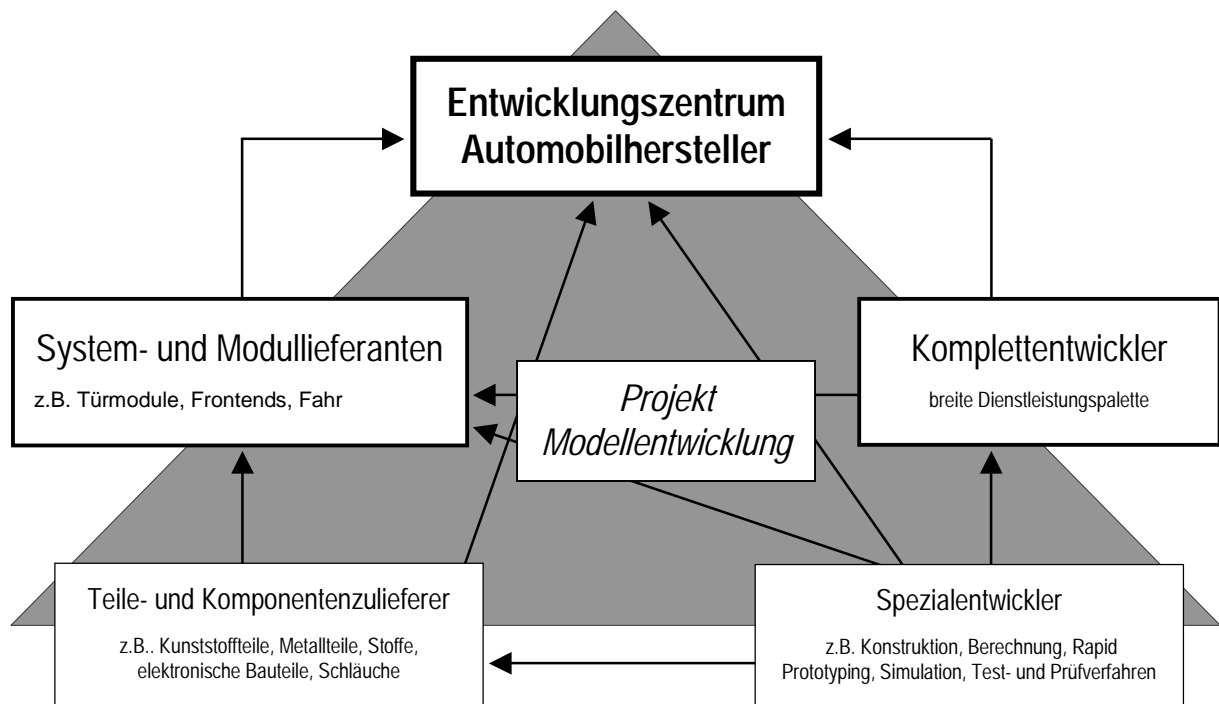 Entwicklungszentrum
Automobilhersteller
System- und Modullieferanten
z.B. Türmodule, Frontends, Fahr
Projekt
Modellentwicklung
Komplettentwickler
breite Dienstleistungspalette
Teile- und Komponentenzulieferer
z.B.. Kunststoffteile, Metallteile, Stoffe,
elektronische Bauteile, Schläuche
Spezialentwickler
z.B. Konstruktion, Berechnung, Rapid
Prototyping, Simulation, Test- und Prüfverfahren